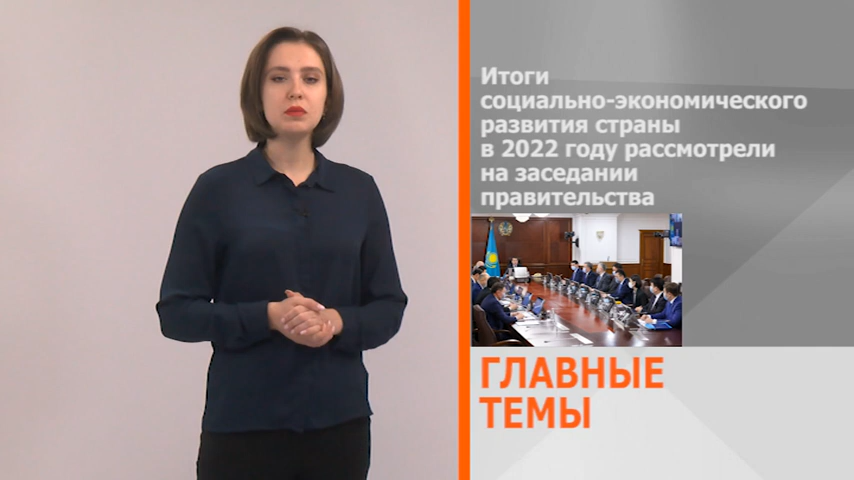 Итоги
социально-экономического
развития страны
в 2022 году рассмотрели
на заседании
правительства
ГЛАВНЫЕ
ТЕМЫ